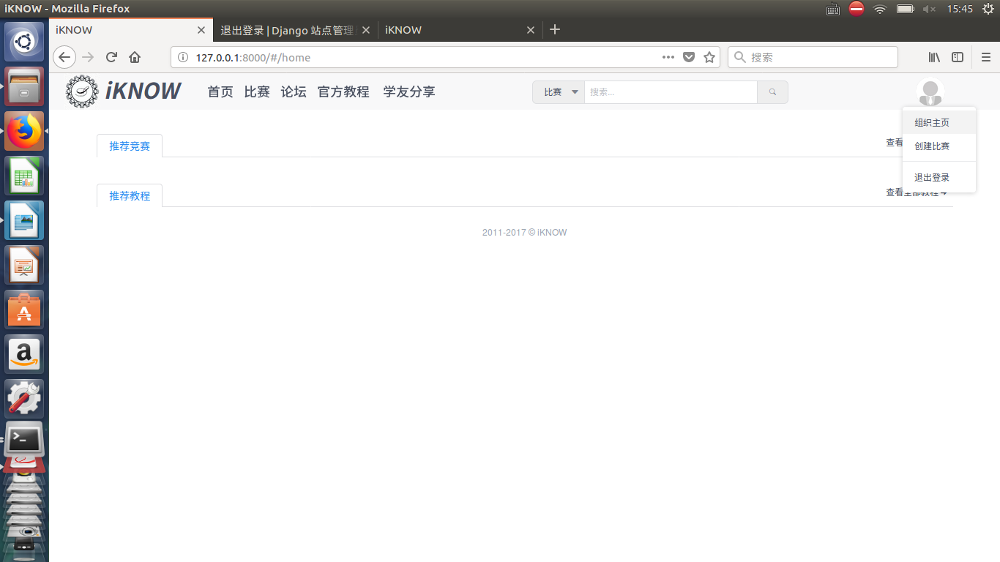 iKNOW - Mozilla Firefox
15:45
iKNOW
退出登录 | Django 站点管理
iKNOW
127.0.0.1:8000/#/home
搜索
iKNOW
首页 比赛 论坛 官方教程 学友分享
比赛
搜索...
组织主页
创建比赛
退出登录
推荐竞赛
查看
推荐教程
查看全部教程
2011-2017 © iKNOW